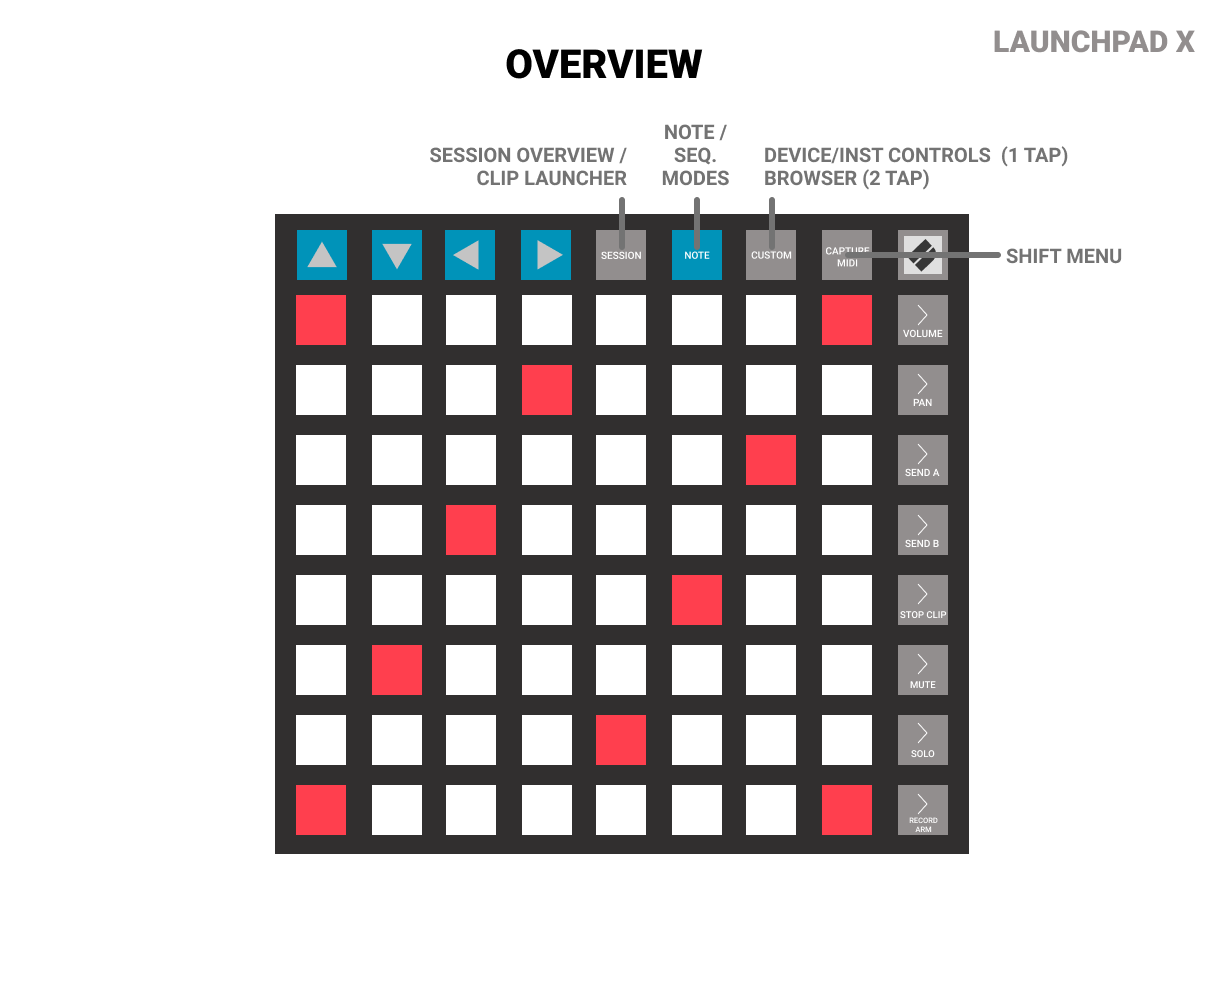 LAUNCHPAD X
OVERVIEW
SESSION OVERVIEW /
CLIP LAUNCHER
NOTE /
SEQ.
MODES
DEVICE/INST CONTROLS (1 TAP)
BROWSER (2 TAP)
SESSION
NOTE
CUSTOM
CAPTURE
MIDI
SHIFT MENU
VOLUME
PAN
SEND A
SEND B
STOP CLIP
MUTE
SOLO
RECORD
ARM